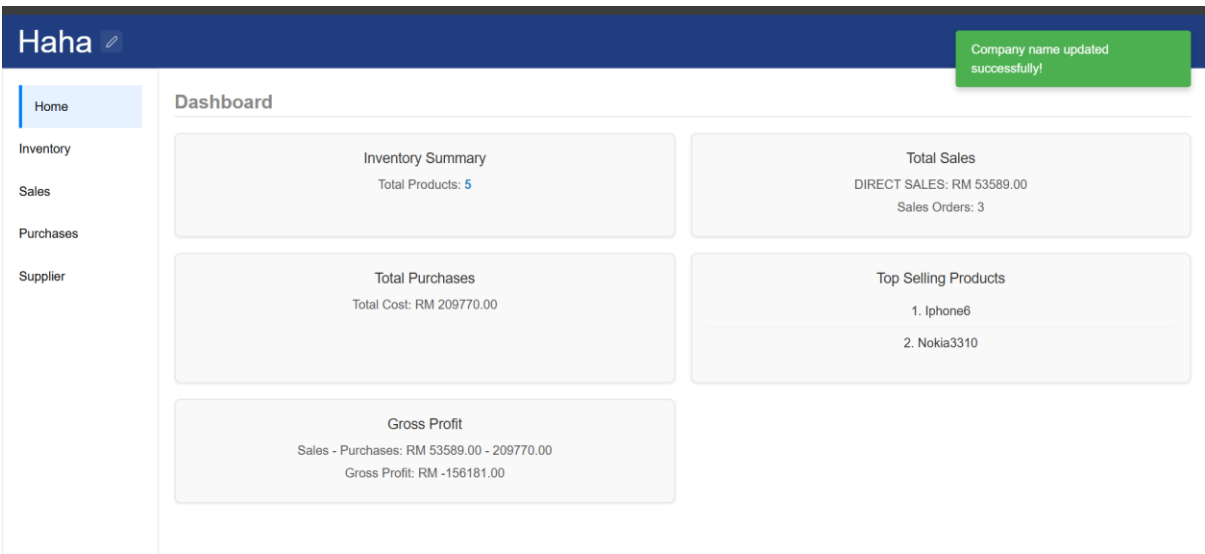 Haha
Company name updated
successfully!
Home
Inventory
Sales
Purchases
Supplier
Dashboard
Inventory Summary
Total Products: 5
Total Sales
DIRECT SALES: RM 53589.00
Sales Orders: 3
Total Purchases
Total Cost: RM 209770.00
Top Selling Products
1. Iphone6
2. Nokia3310
Gross Profit
Sales - Purchases: RM 53589.00 - 209770.00
Gross Profit: RM -156181.00